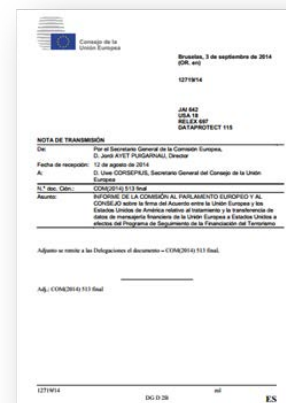 Consejo de la
Unión Europea
Bruselas, 3 de septiembre de 2014
(OR. en)
12719/14
JAI 642
USA 18
RELEX 697
DATAPROTECT 115
NOTA DE TRANSMISIÓN
De: Por el Secretario General de la Comisión Europea,
D. Jordi AYET PUIGARNAU, Director
Fecha de recepción: 12 de agosto de 2014
A: D. Uwe CORSEPIUS, Secretario General del Consejo de la Unión
Europea
N.° doc. Ción.: COM(2014) 513 final
Asunto: INFORME DE LA COMISIÓN AL PARLAMENTO EUROPEO Y AL
CONSEJO sobre la firma del Acuerdo entre la Unión Europea y los
Estados Unidos de América relativo al tratamiento y la transferencia de
datos de mensajería financiera de la Unión Europea a Estados Unidos a
efectos del Programa de Seguimiento de la Financiación del Terrorismo
Adjunto se remite a las Delegaciones el documento – COM(2014) 513 final.
Adj.: COM(2014) 513 final
12719/14
DG D 2B
ES